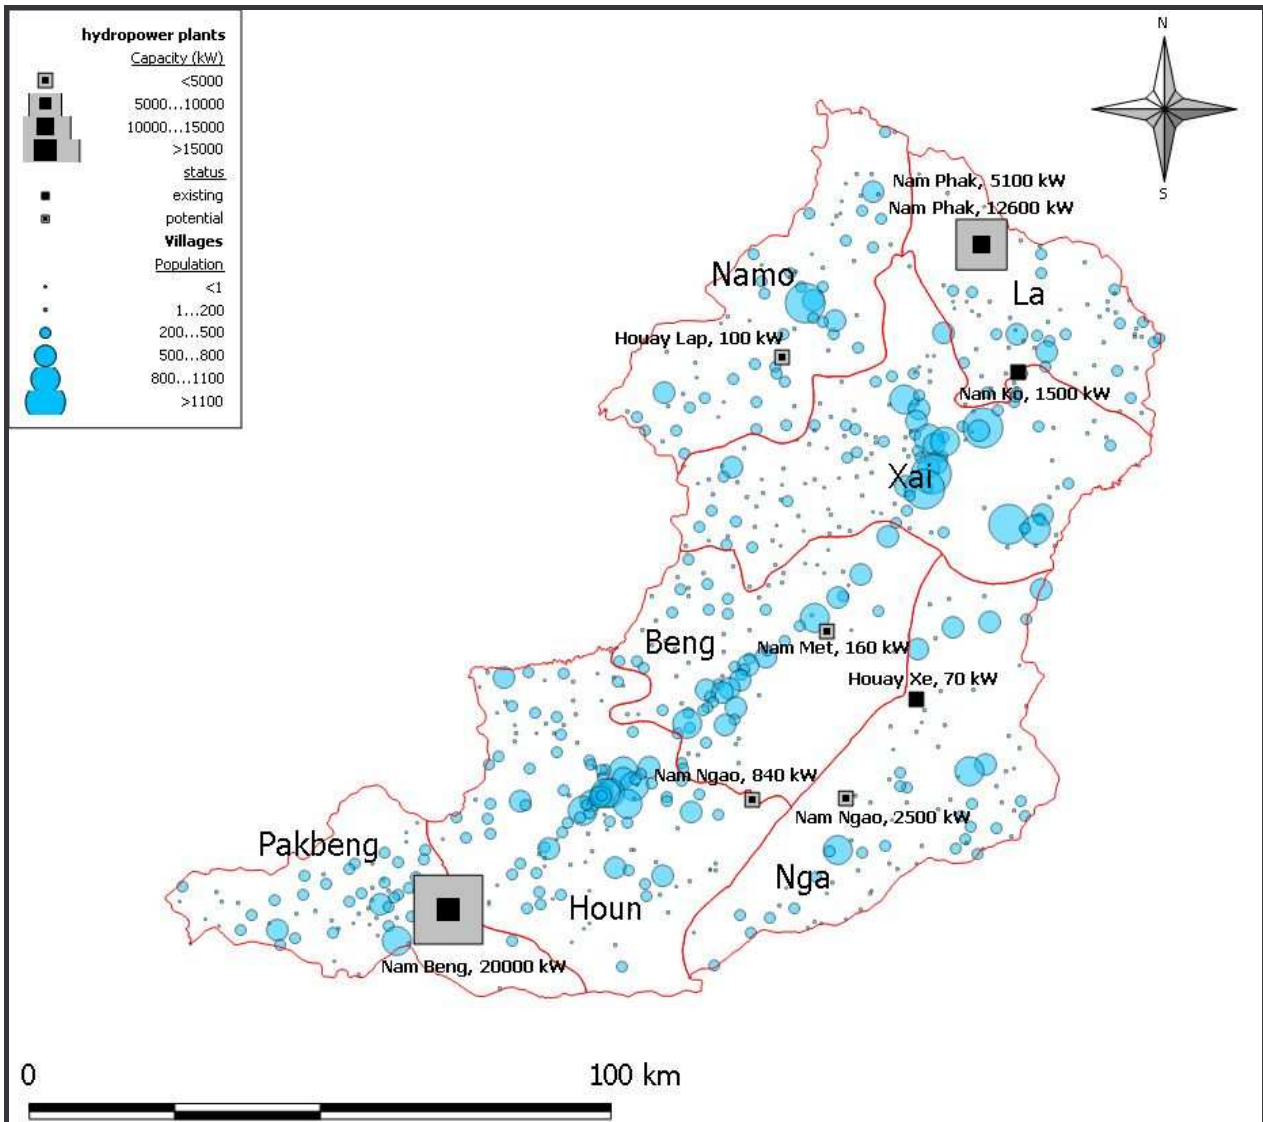 hydropower plants
Capacity (kW)
<5000
5000...10000
10000...15000
>15000
status
existing
potential
Villages
Population
<1
1...200
200...500
500...800
800...1100
>1100
N
S
Nam Phak, 5100 kW
Nam Phak, 12600 kW
Namo
La
Houay Lap, 100 kW
Nam Ko, 1500 kW
Xai
Beng
Nam Met, 160 kW
Houay Xe, 70 kW
Nam Ngao, 840 kW
Nam Ngao, 2500 kW
Pakbeng
Nga
Houn
Nam Beng, 20000 kW
0
100 km